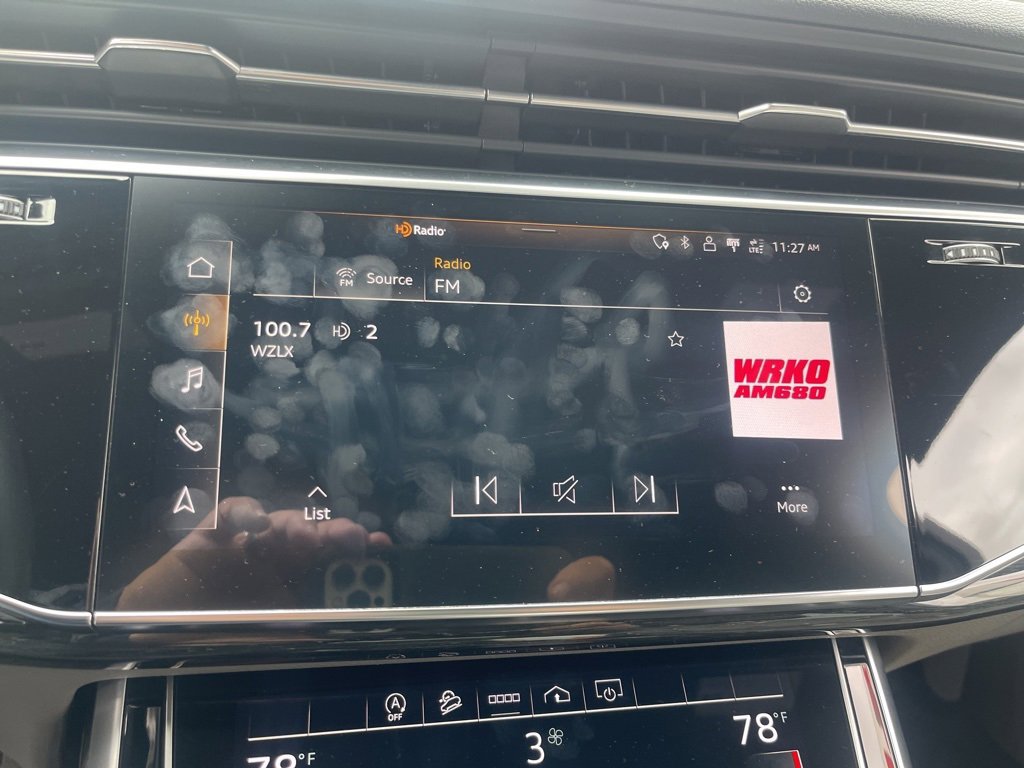 HD Radio
LTE 11:27 AM
FM Source
Radio
FM
100.7 HD 2
WZLX
WRKO
AM680
List
More
A
OFF
78°F
3
78°F